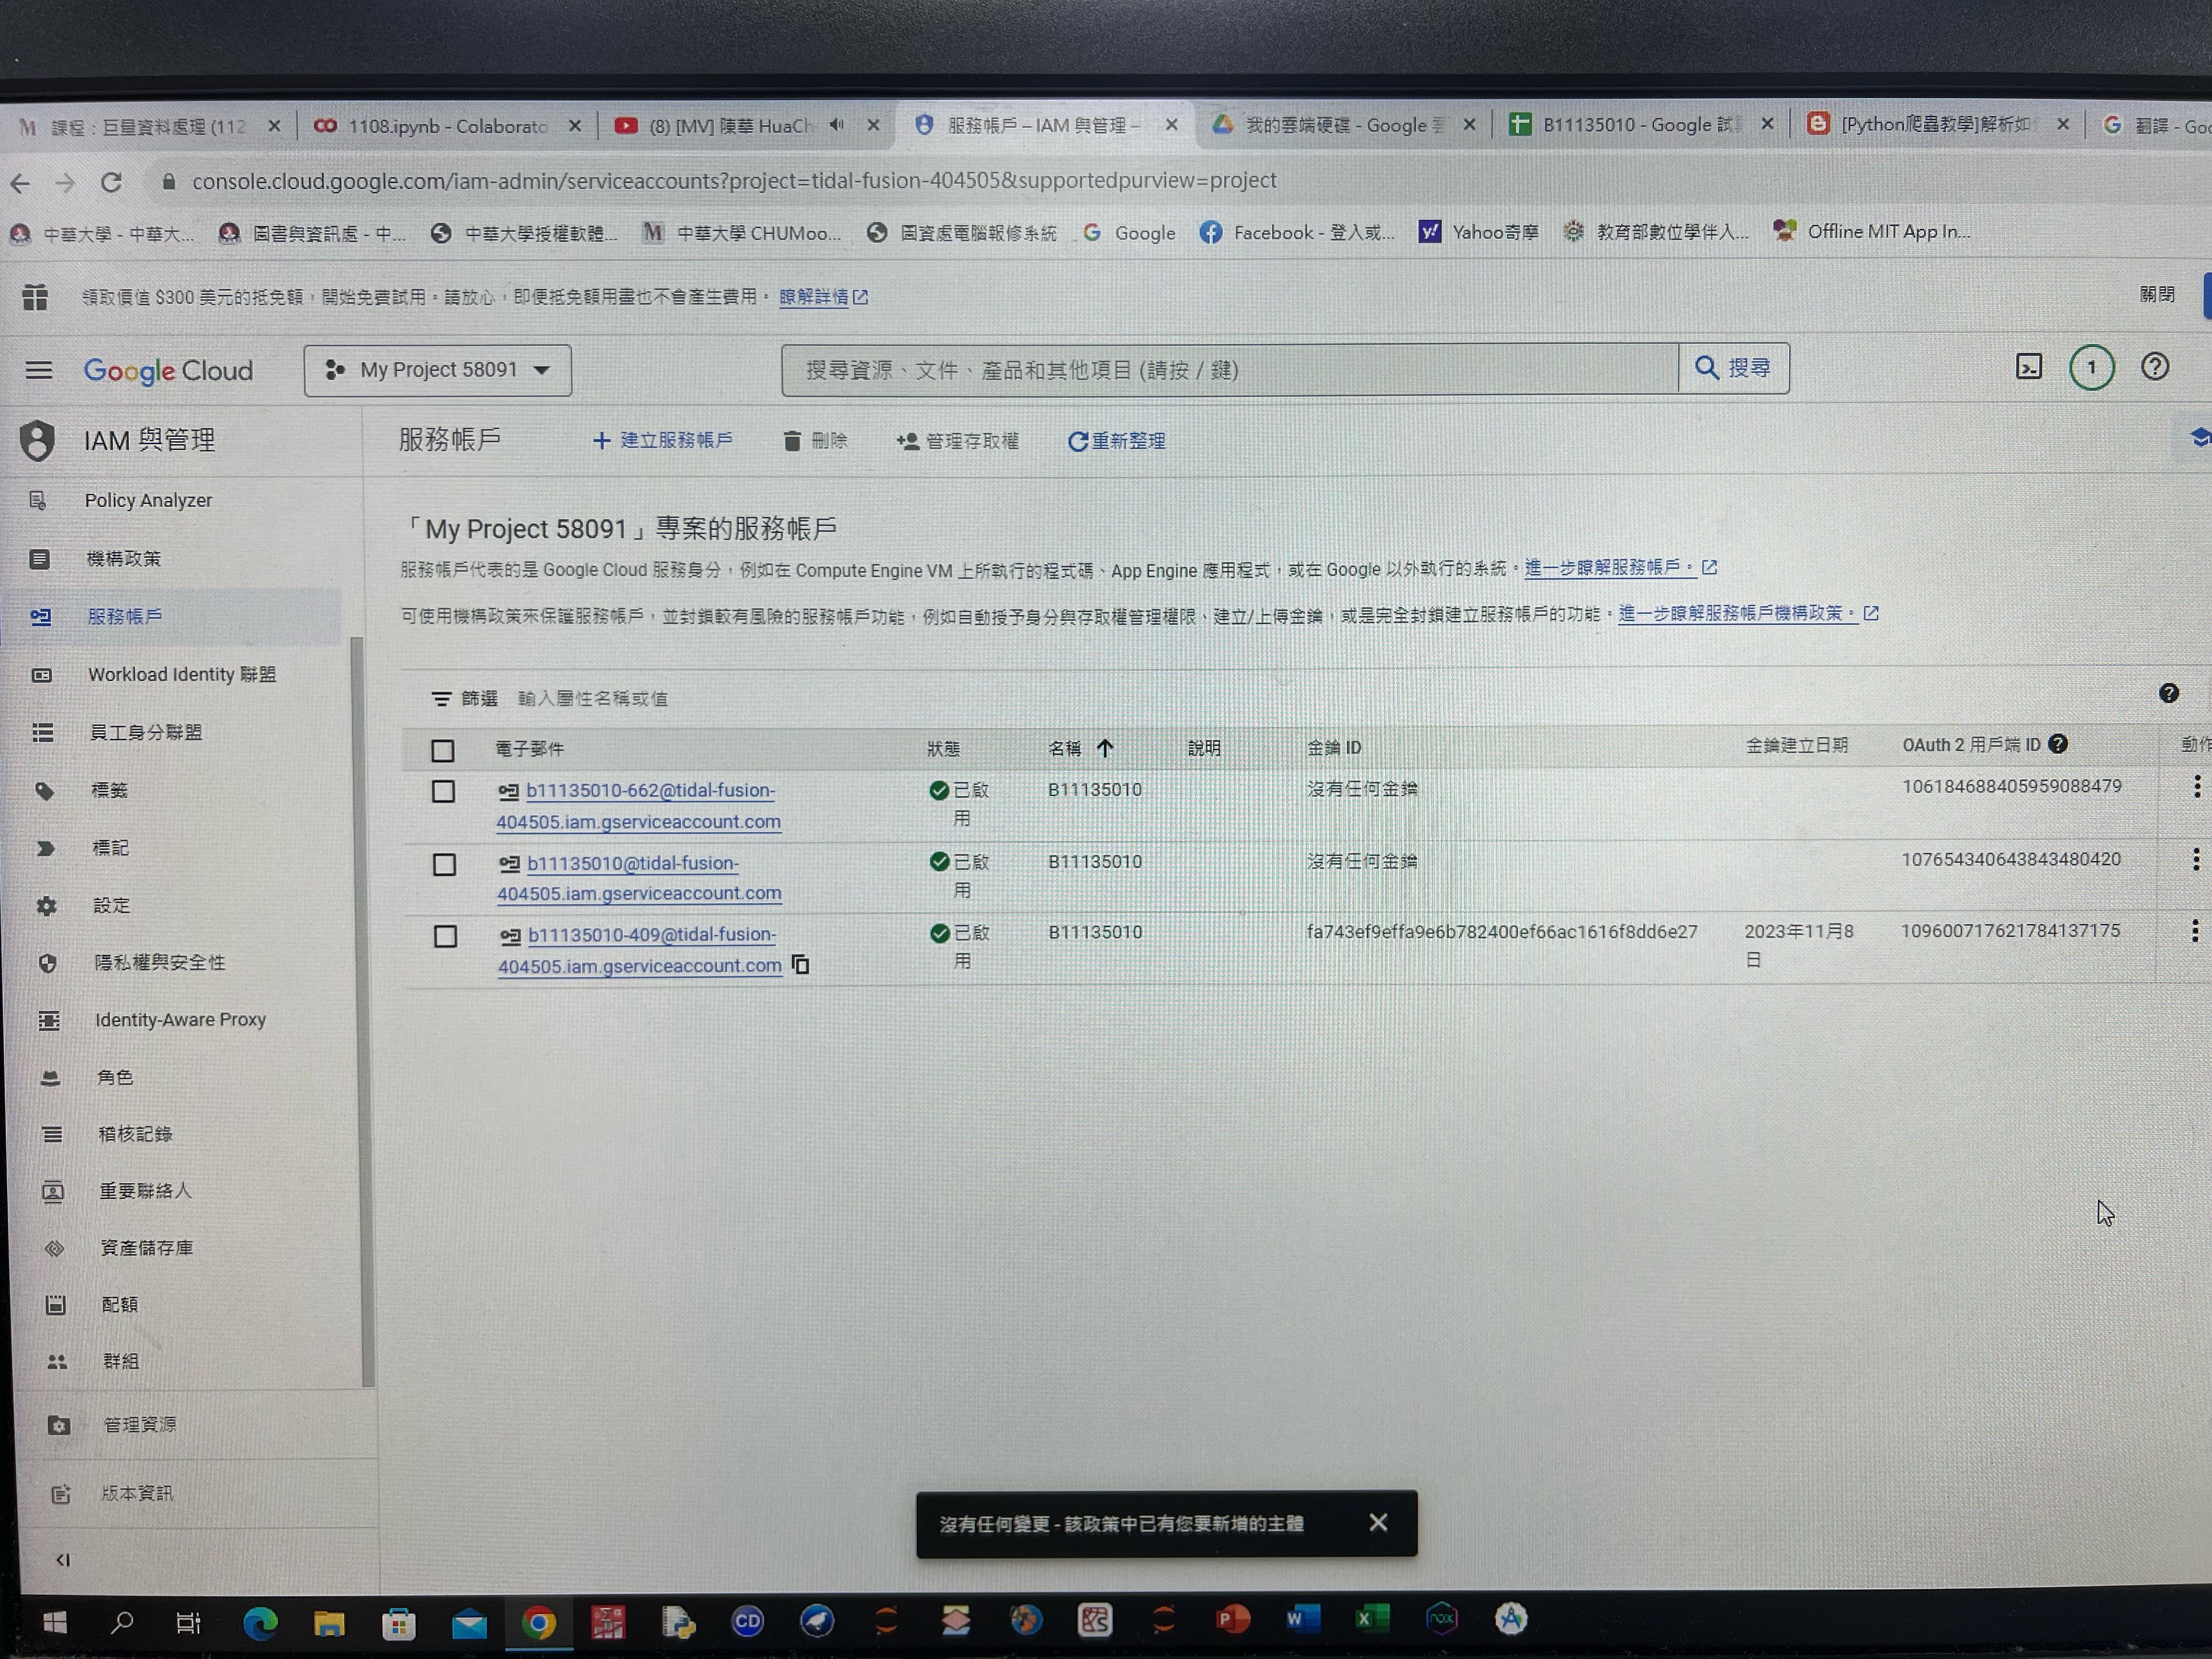 課程：巨量資料處理 (112
1108.ipynb - Colaborato
(8) [MV] 陳華 HuaCh
服務帳戶 – IAM 與管理 –
我的雲端硬碟 - Google 雲
B11135010 - Google 試算
[Python爬蟲教學]解析如
翻譯 - Goo
console.cloud.google.com/iam-admin/serviceaccounts?project=tidal-fusion-404505&supportedpurview=project
中華大學 - 中華大...
圖書與資訊處 - 中...
中華大學授權軟體...
中華大學 CHUMoo...
圖資處電腦報修系統
Google
Facebook - 登入或...
Yahoo奇摩
教育部數位學伴入...
Offline MIT App In...
領取價值 $300 美元的抵免額，開始免費試用。請放心，即便抵免額用盡也不會產生費用。 瞭解詳情
關閉
Google Cloud
My Project 58091
搜尋資源、文件、產品和其他項目 (請按 / 鍵)
搜尋
1
IAM 與管理
Policy Analyzer
機構政策
服務帳戶
Workload Identity 聯盟
員工身分聯盟
標籤
標記
設定
隱私權與安全性
Identity-Aware Proxy
角色
稽核記錄
重要聯絡人
資產儲存庫
配額
群組
管理資源
版本資訊
服務帳戶
建立服務帳戶
刪除
管理存取權
重新整理
「My Project 58091」專案的服務帳戶
服務帳戶代表的是 Google Cloud 服務身分，例如在 Compute Engine VM 上所執行的程式碼、App Engine 應用程式，或在 Google 以外執行的系統。進一步瞭解服務帳戶。
可使用機構政策來保護服務帳戶，並封鎖較有風險的服務帳戶功能，例如自動授予身分與存取權管理權限、建立/上傳金鑰，或是完全封鎖建立服務帳戶的功能。進一步瞭解服務帳戶機構政策。
篩選 輸入屬性名稱或值
電子郵件 狀態 名稱 說明 金鑰 ID 金鑰建立日期 OAuth 2 用戶端 ID 動作
b11135010-662@tidal-fusion- 已啟 B11135010 沒有任何金鑰 106184688405959088479
404505.iam.gserviceaccount.com 用
b11135010@tidal-fusion- 已啟 B11135010 沒有任何金鑰 107654340643843480420
404505.iam.gserviceaccount.com 用
b11135010-409@tidal-fusion- 已啟 B11135010 fa743ef9effa9e6b782400ef66ac1616f8dd6e27 2023年11月8 109600717621784137175
404505.iam.gserviceaccount.com 用 日
沒有任何變更 - 該政策中已有您要新增的主體